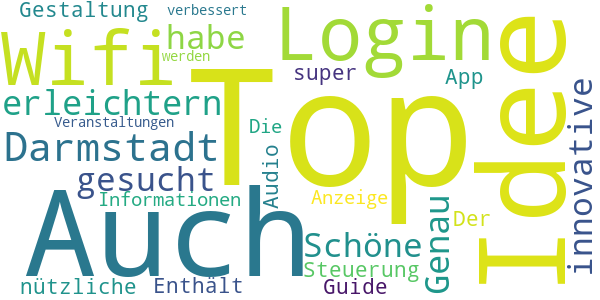 Gestaltung verbessert
Wifi habe Login
werden
super App
erleichtern
Top
Idee
innovative
Veranstaltungen
Die
Darmstadt
gesucht
Audio
Informationen
Anzeige
Auch
Der
Genau
Schöne
Steuerung
nützliche Enthält Guide